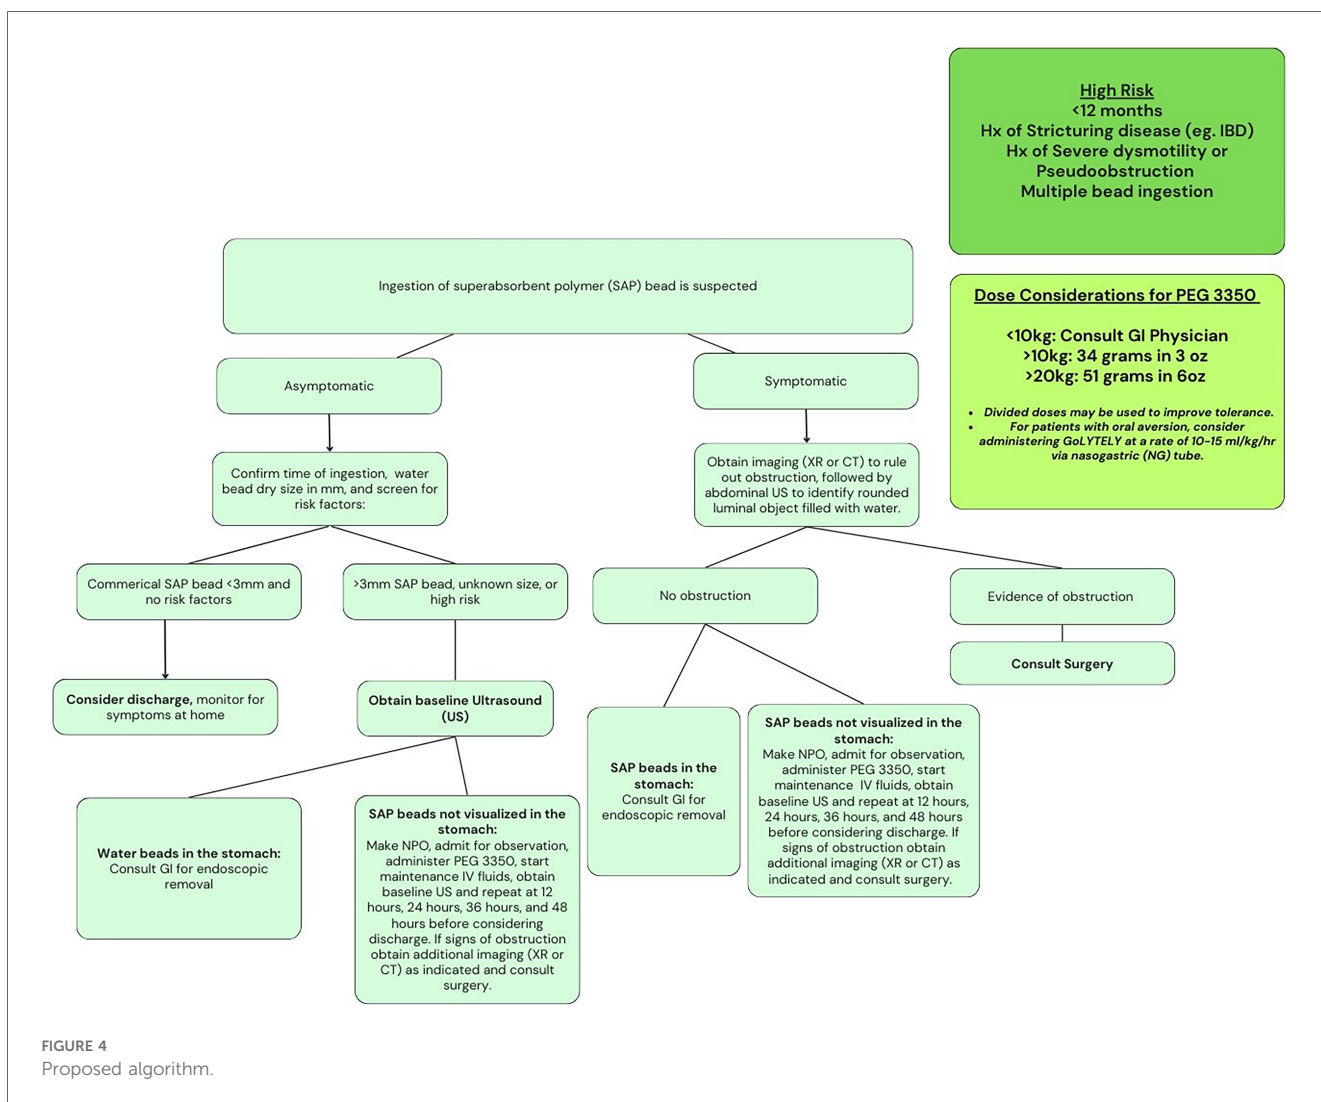 High Risk
<12 months
Hx of Stricturing disease (eg. IBD)
Hx of Severe dysmotility or
Pseudoobstruction
Multiple bead ingestion
Dose Considerations for PEG 3350
<10kg: Consult GI Physician
>10kg: 34 grams in 3 oz
>20kg: 51 grams in 6oz
• Divided doses may be used to improve tolerance.
• For patients with oral aversion, consider
administering GoLYTELY at a rate of 10-15 ml/kg/hr
via nasogastric (NG) tube.
Ingestion of superabsorbent polymer (SAP) bead is suspected
Asymptomatic
Symptomatic
Confirm time of ingestion, water
bead dry size in mm, and screen for
risk factors:
Obtain imaging (XR or CT) to rule
out obstruction, followed by
abdominal US to identify rounded
luminal object filled with water.
Commerical SAP bead <3mm and
no risk factors
>3mm SAP bead, unknown size, or
high risk
No obstruction
Evidence of obstruction
Consider discharge, monitor for
symptoms at home
Obtain baseline Ultrasound
(US)
Consult Surgery
Water beads in the stomach:
Consult GI for endoscopic
removal
SAP beads not visualized in the
stomach:
Make NPO, admit for observation,
administer PEG 3350, start
maintenance IV fluids, obtain
baseline US and repeat at 12
hours, 24 hours, 36 hours, and 48
hours before considering
discharge. If signs of obstruction
obtain additional imaging (XR or
CT) as indicated and consult
surgery.
SAP beads in the
stomach:
Consult GI for
endoscopic removal
SAP beads not visualized in the
stomach:
Make NPO, admit for observation,
administer PEG 3350, start
maintenance IV fluids, obtain
baseline US and repeat at 12 hours,
24 hours, 36 hours, and 48 hours
before considering discharge. If
signs of obstruction obtain
additional imaging (XR or CT) as
indicated and consult surgery.
FIGURE 4
Proposed algorithm.